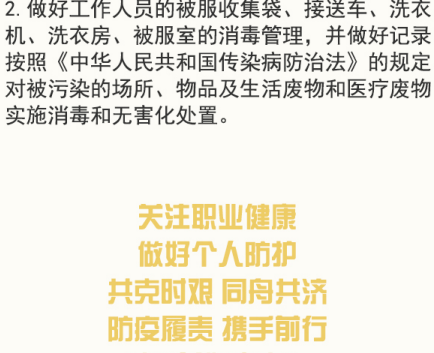 2. 做好工作人员的被服收集袋、接送车、洗衣
机、洗衣房、被服室的消毒管理，并做好记录
按照《中华人民共和国传染病防治法》的规定
对被污染的场所、物品及生活废物和医疗废物
实施消毒和无害化处置。
关注职业健康
做好个人防护
共克时艰 同舟共济
防疫履责 携手前行